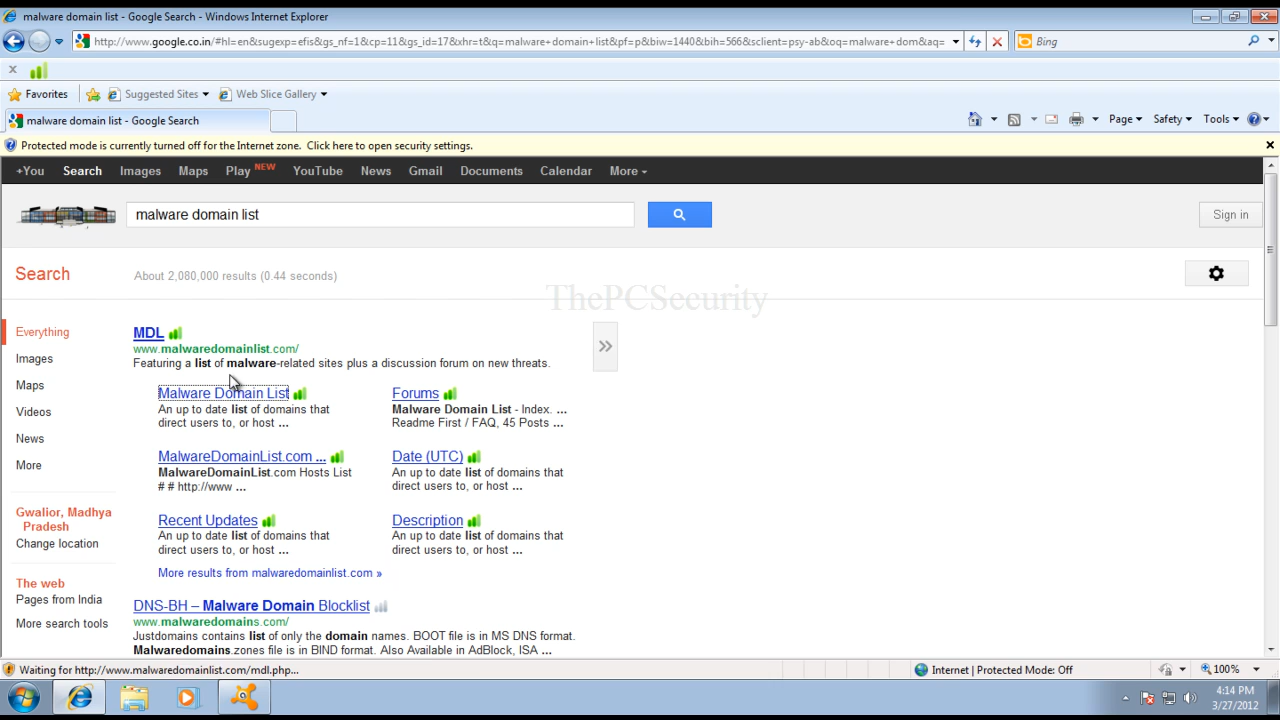 malware domain list - Google Search - Windows Internet Explorer
http://www.google.co.in/#hl=en&sugexp=efis&gs_nf=1&cp=11&gs_id=17&xhr=t&q=malware+domain+list&pf=p&biw=1440&bih=566&sclient=psy-ab&oq=malware+dom&aq= Bing
Favorites Suggested Sites Web Slice Gallery
malware domain list - Google Search Page Safety Tools
Protected mode is currently turned off for the Internet zone. Click here to open security settings.
+You Search Images Maps Play NEW YouTube News Gmail Documents Calendar More
malware domain list Sign in
Search About 2,080,000 results (0.44 seconds)
ThePCSecurity
Everything
Images
Maps
Videos
News
More
Gwalior, Madhya
Pradesh
Change location
The web
Pages from India
More search tools
MDL
www.malwaredomainlist.com/
Featuring a list of malware-related sites plus a discussion forum on new threats.
Malware Domain List
An up to date list of domains that
direct users to, or host ...
Forums
Malware Domain List - Index. ...
Readme First / FAQ, 45 Posts ...
MalwareDomainList.com ...
MalwareDomainList.com Hosts List
# # http://www ...
Date (UTC)
An up to date list of domains that
direct users to, or host ...
Recent Updates
An up to date list of domains that
direct users to, or host ...
Description
An up to date list of domains that
direct users to, or host ...
More results from malwaredomainlist.com »
DNS-BH – Malware Domain Blocklist
www.malwaredomains.com/
Justdomains contains list of only the domain names. BOOT file is in MS DNS format.
Malwaredomains.zones file is in BIND format. Also Available in AdBlock, ISA ...
Waiting for http://www.malwaredomainlist.com/mdl.php... Internet | Protected Mode: Off 100%
4:14 PM
3/27/2012